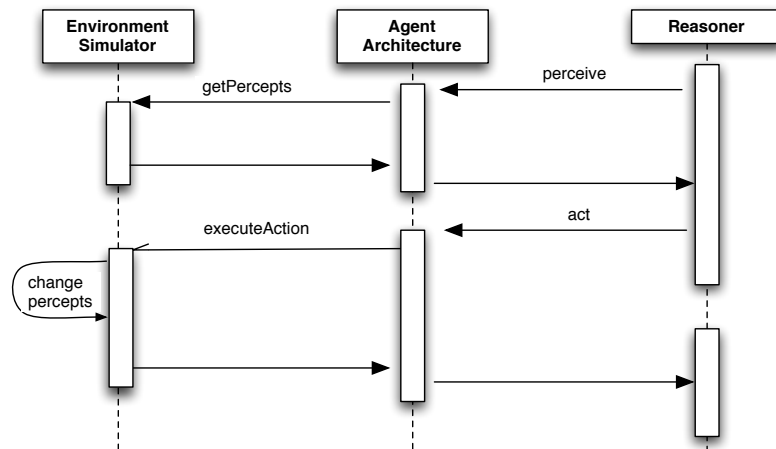 Environment
Simulator
Agent
Architecture
Reasoner
perceive
getPercepts
act
executeAction
change
percepts